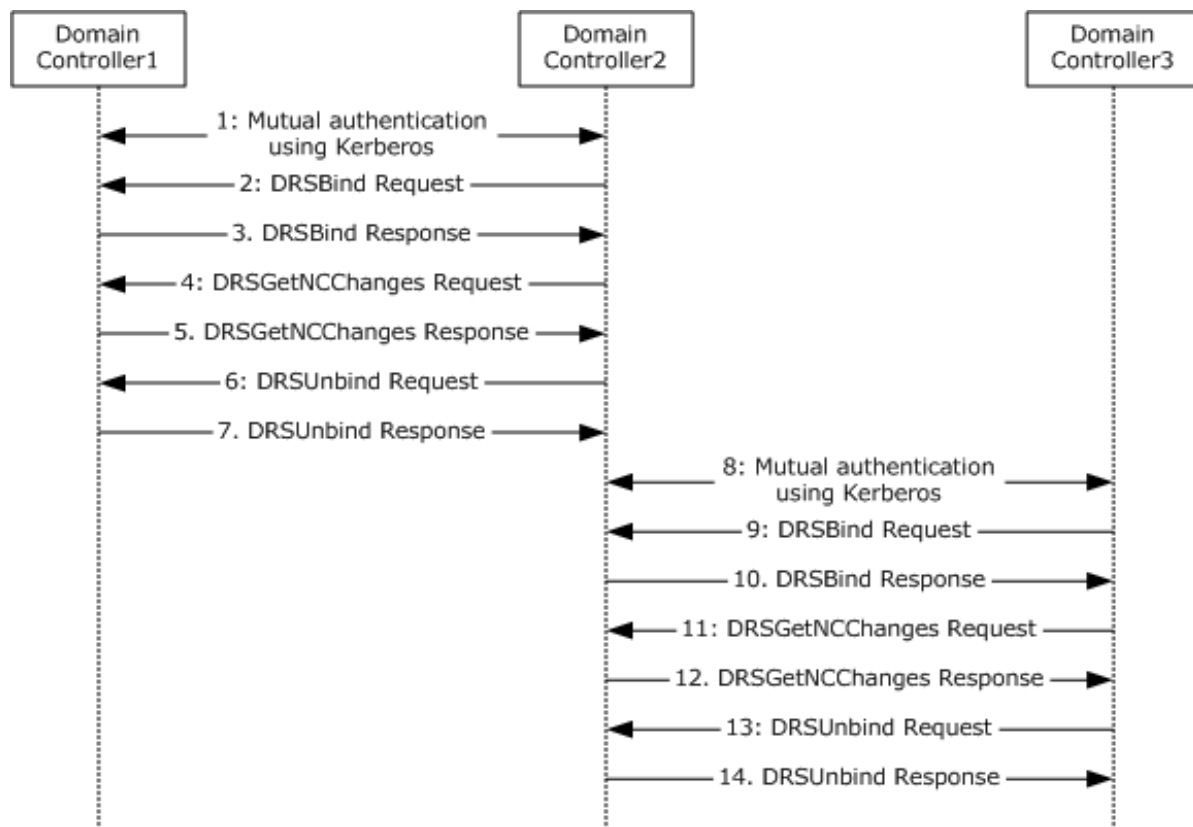 Domain
Controller1
Domain
Controller2
Domain
Controller3
1: Mutual authentication
using Kerberos
2: DRSBind Request
3. DRSBind Response
4: DRSGetNCChanges Request
5. DRSGetNCChanges Response
6: DRSUnbind Request
7. DRSUnbind Response
8: Mutual authentication
using Kerberos
9: DRSBind Request
10. DRSBind Response
11: DRSGetNCChanges Request
12. DRSGetNCChanges Response
13: DRSUnbind Request
14. DRSUnbind Response